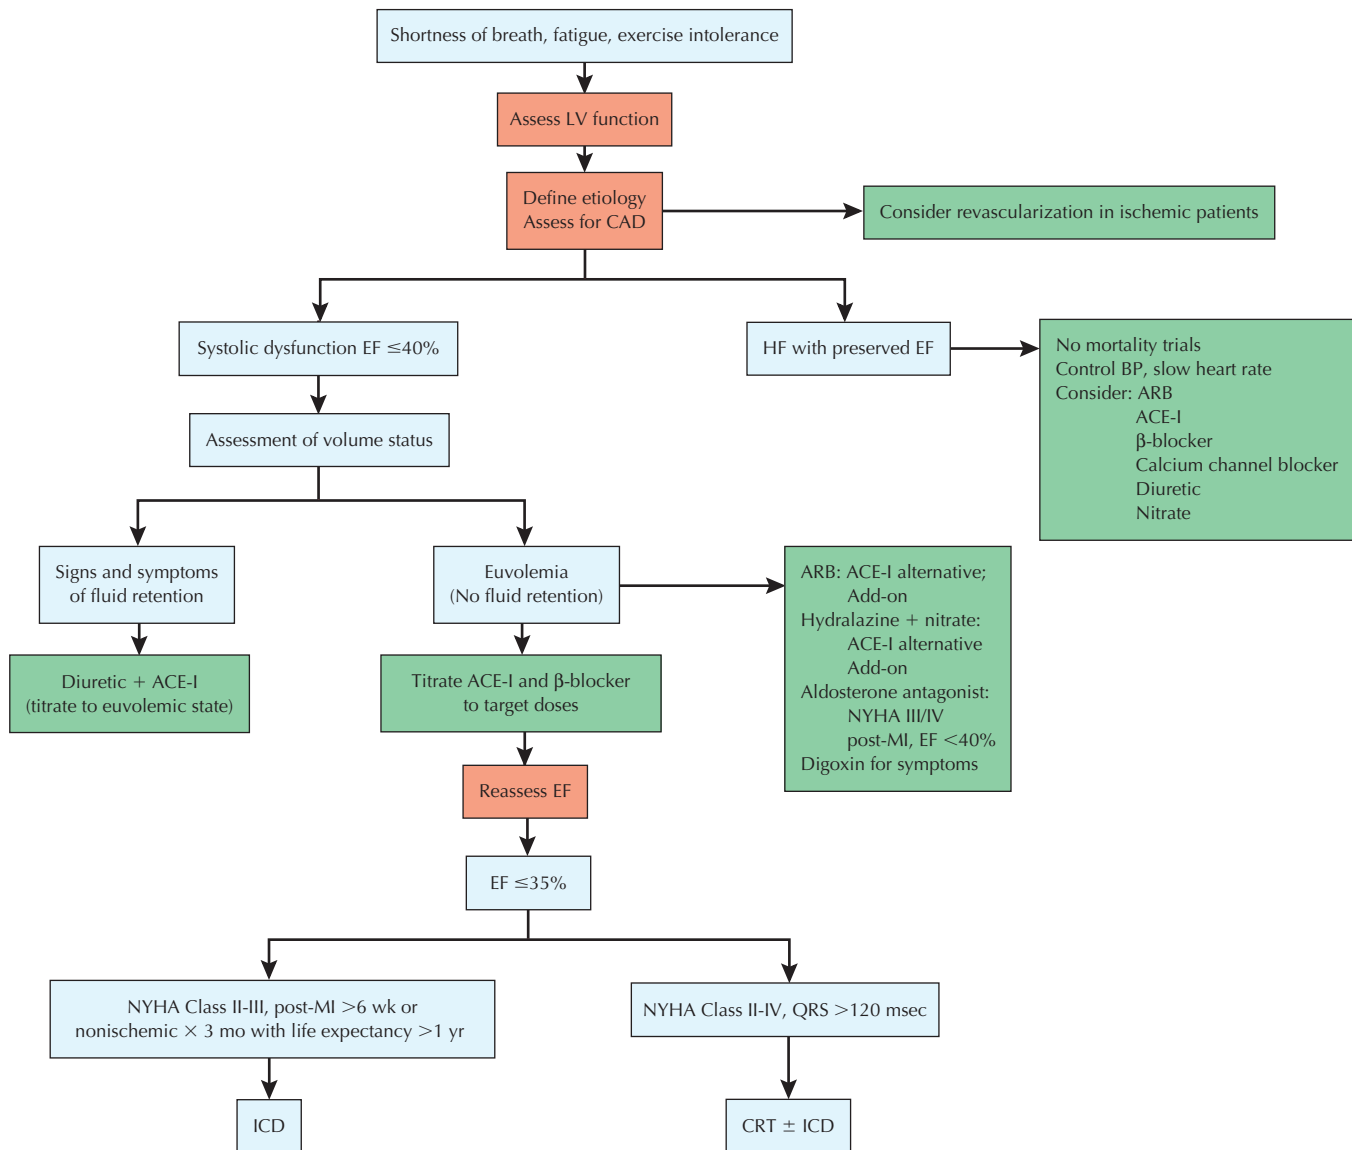 Shortness of breath, fatigue, exercise intolerance
Assess LV function
Define etiology
Assess for CAD
Consider revascularization in ischemic patients
Systolic dysfunction EF ≤40%
HF with preserved EF
No mortality trials
Control BP, slow heart rate
Consider: ARB
ACE-I
β-blocker
Calcium channel blocker
Diuretic
Nitrate
Assessment of volume status
Signs and symptoms
of fluid retention
Euvolemia
(No fluid retention)
ARB: ACE-I alternative;
Add-on
Hydralazine + nitrate:
ACE-I alternative
Add-on
Aldosterone antagonist:
NYHA III/IV
post-MI, EF <40%
Digoxin for symptoms
Diuretic + ACE-I
(titrate to euvolemic state)
Titrate ACE-I and β-blocker
to target doses
Reassess EF
EF ≤35%
NYHA Class II-III, post-MI >6 wk or
nonischemic × 3 mo with life expectancy >1 yr
NYHA Class II-IV, QRS >120 msec
ICD
CRT ± ICD